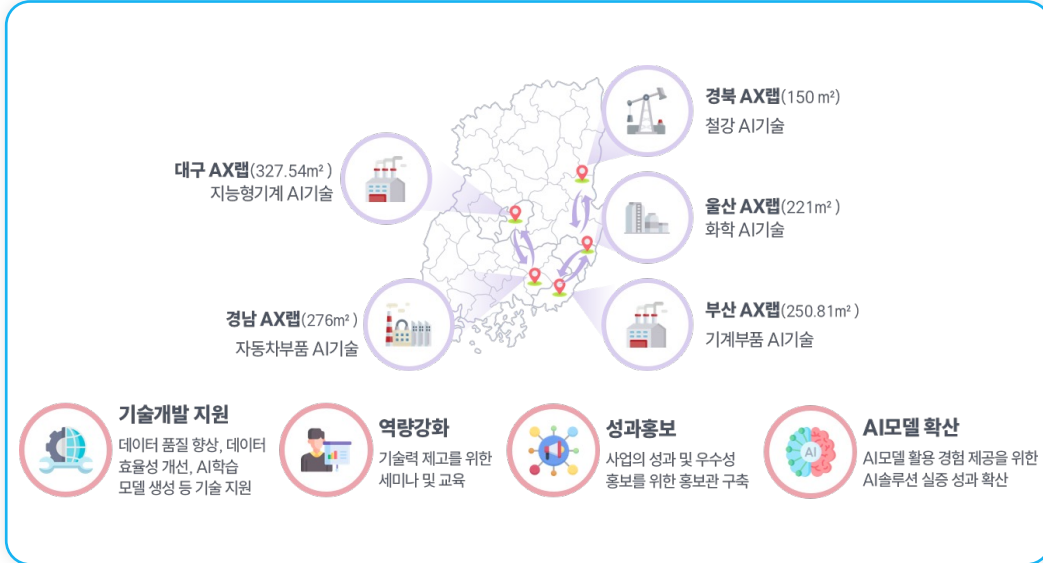 경북 AX랩(150 m²)
철강 AI기술
대구 AX랩(327.54m² )
지능형기계 AI기술
울산 AX랩(221m² )
화학 AI기술
경남 AX랩(276m² )
자동차부품 AI기술
부산 AX랩(250.81m² )
기계부품 AI기술
기술개발 지원
데이터 품질 향상, 데이터
효율성 개선, AI학습
모델 생성 등 기술 지원
역량강화
기술력 제고를 위한
세미나 및 교육
성과홍보
사업의 성과 및 우수성
홍보를 위한 홍보관 구축
AI
AI모델 확산
AI모델 활용 경험 제공을 위한
AI솔루션 실증 성과 확산